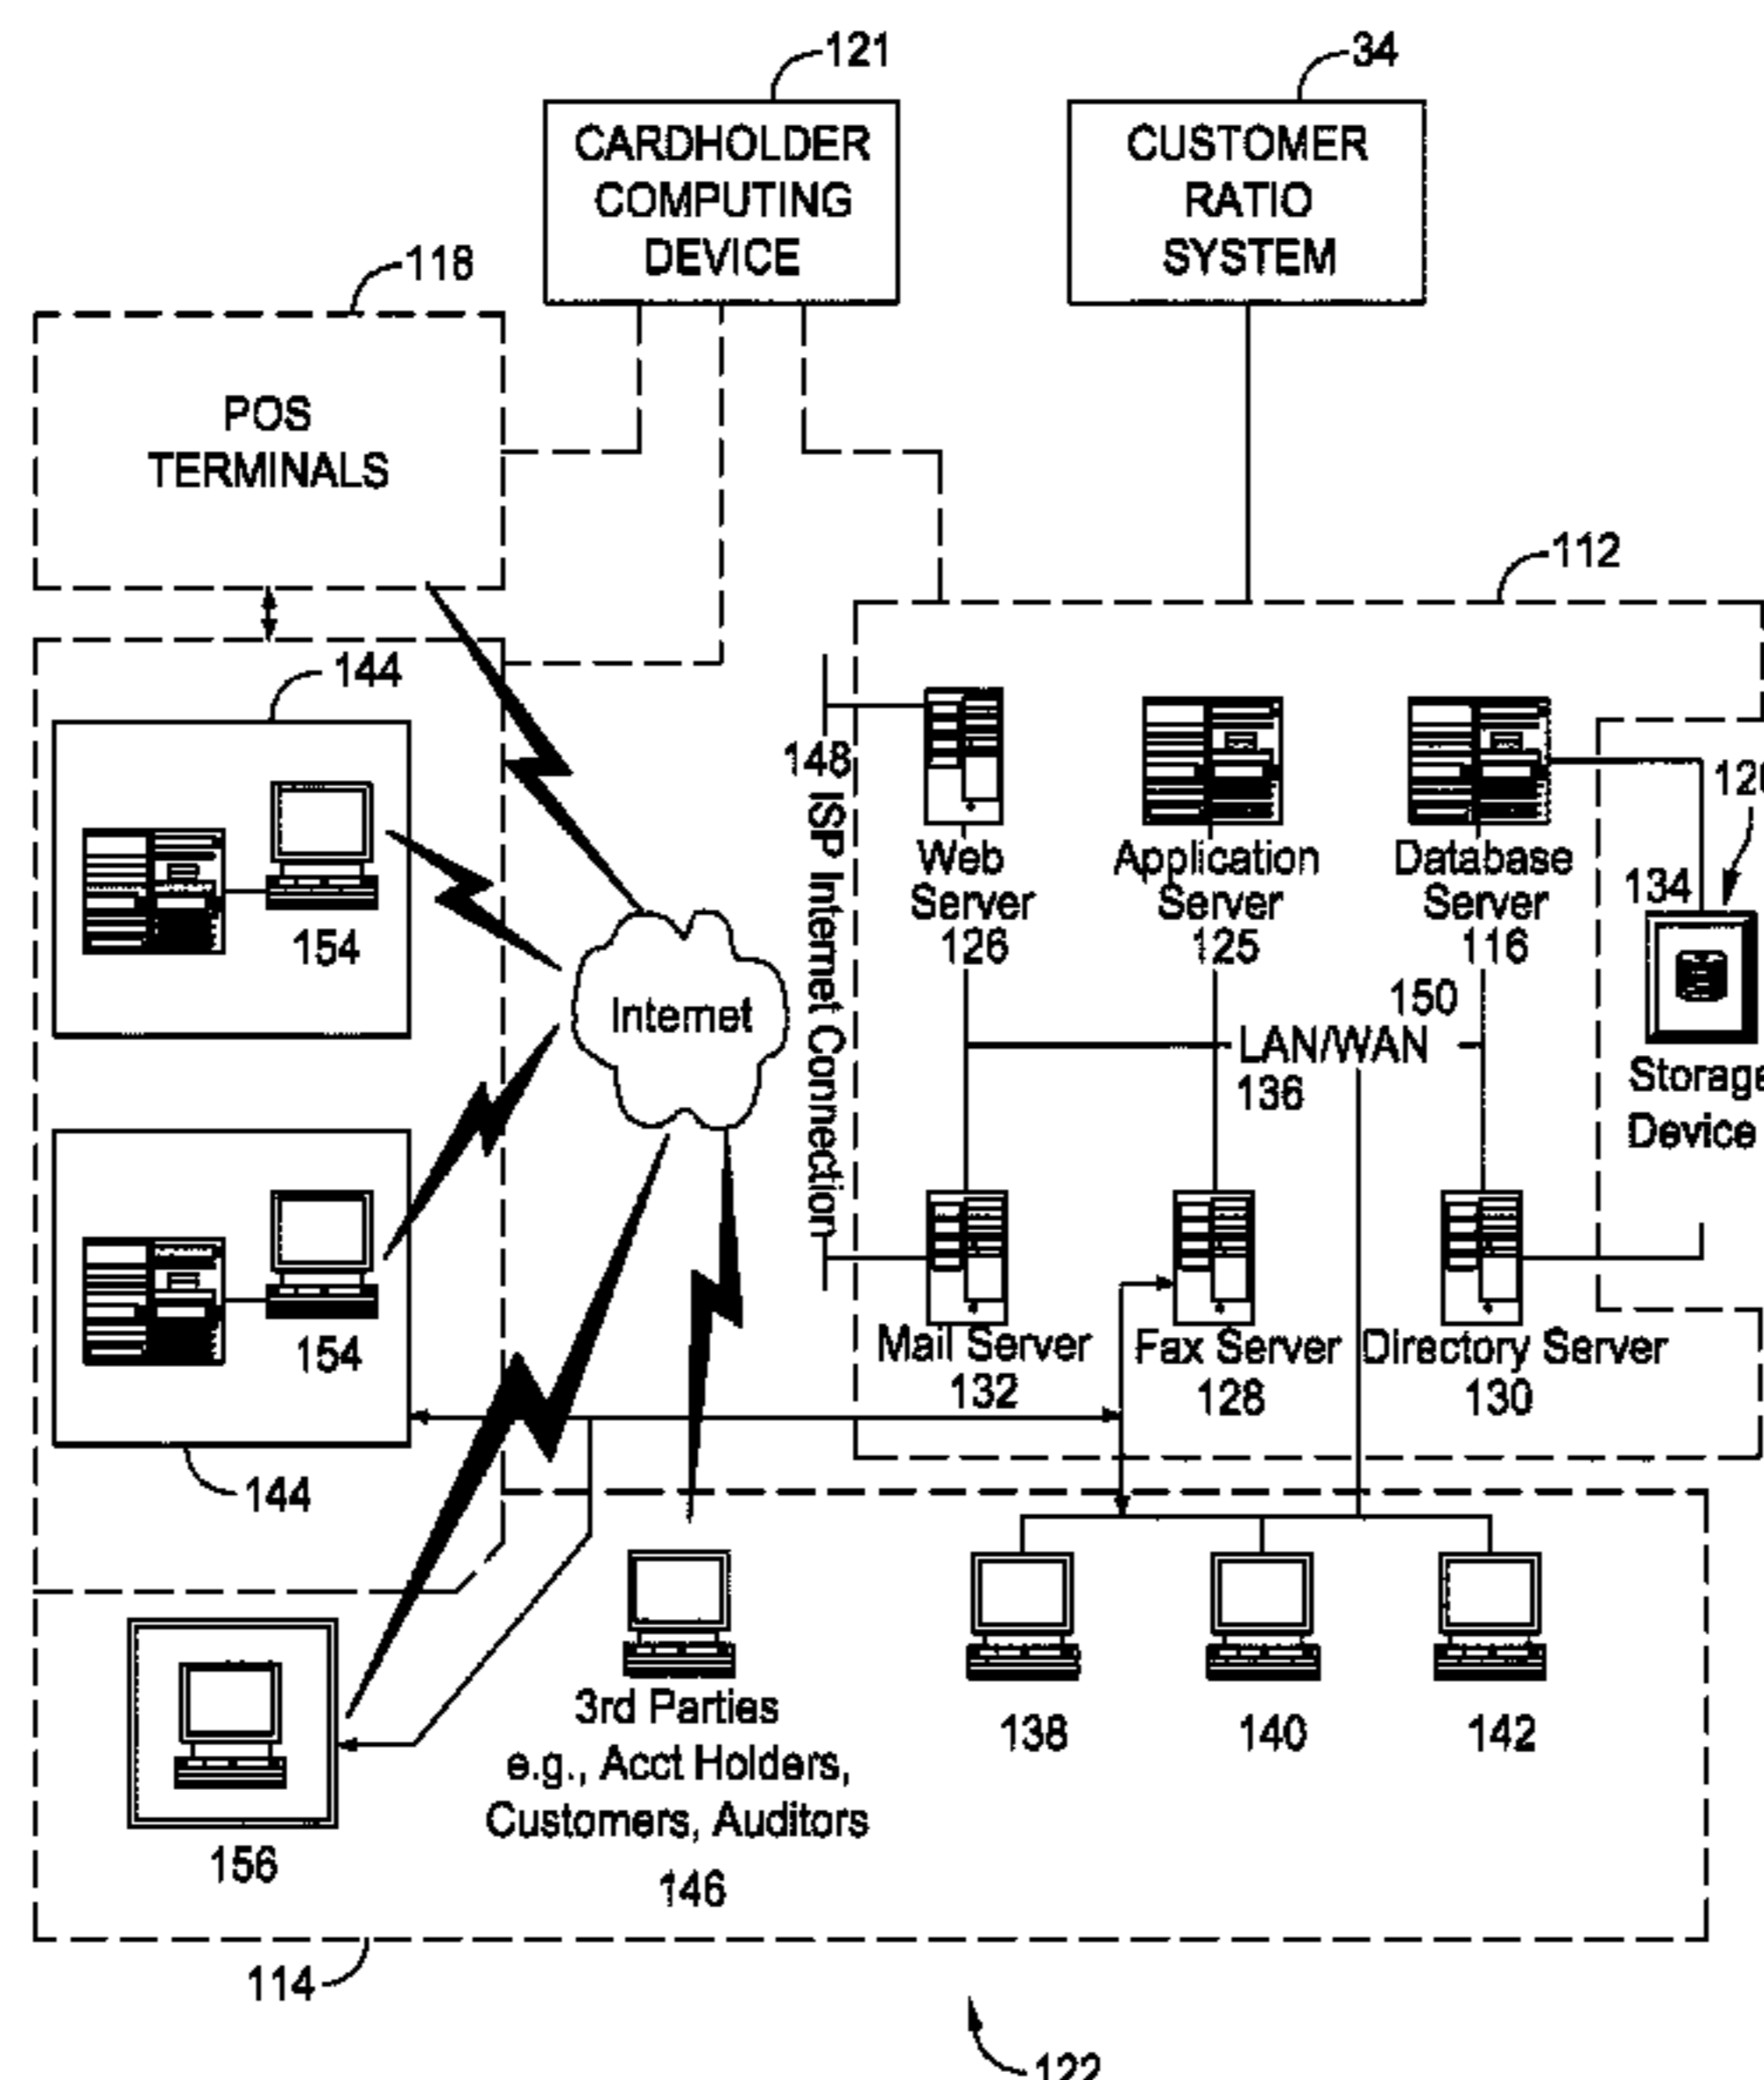 121
34
CARDHOLDER
COMPUTING
DEVICE
CUSTOMER
RATIO
SYSTEM
118
POS
TERMINALS
112
144
148
ISP Internet Connection
Web
Server
126
Application
Server
125
Database
Server
116
134
154
Internet
150
LAN/WAN
136
Storage
Device
154
Mail Server
132
Fax Server
128
Directory Server
130
144
3rd Parties
e.g., Acct Holders,
Customers, Auditors
146
138
140
142
156
114
122